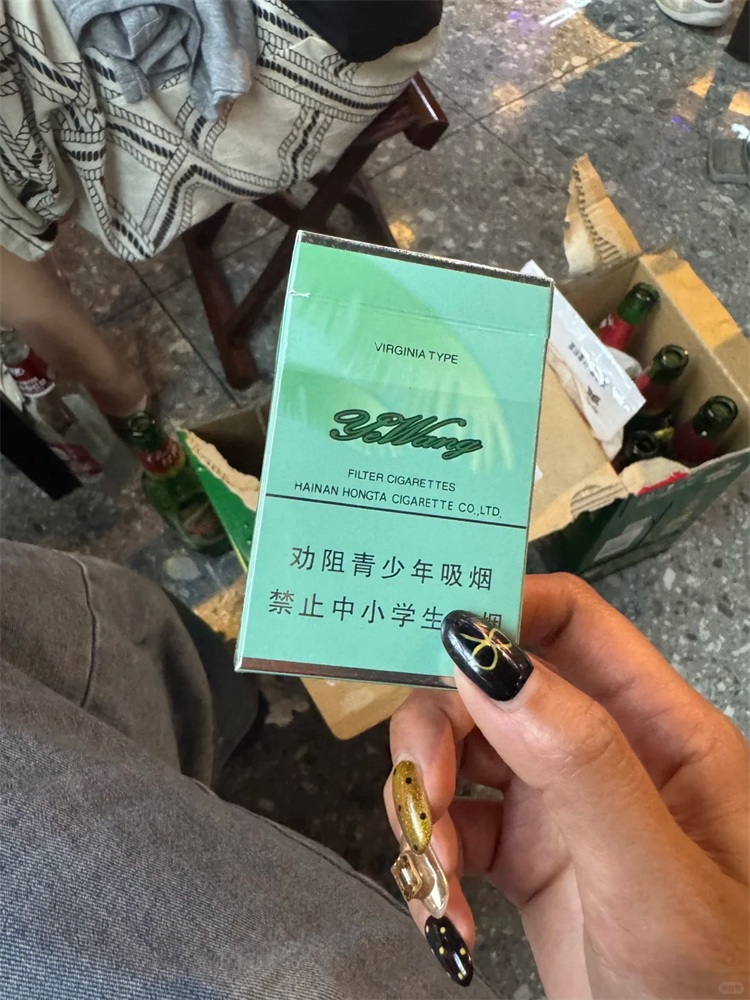 VIRGINIA TYPE
YeWang
FILTER CIGARETTES
HAINAN HONGTA CIGARETTE CO.,LTD.
劝阻青少年吸烟
禁止中小学生 烟